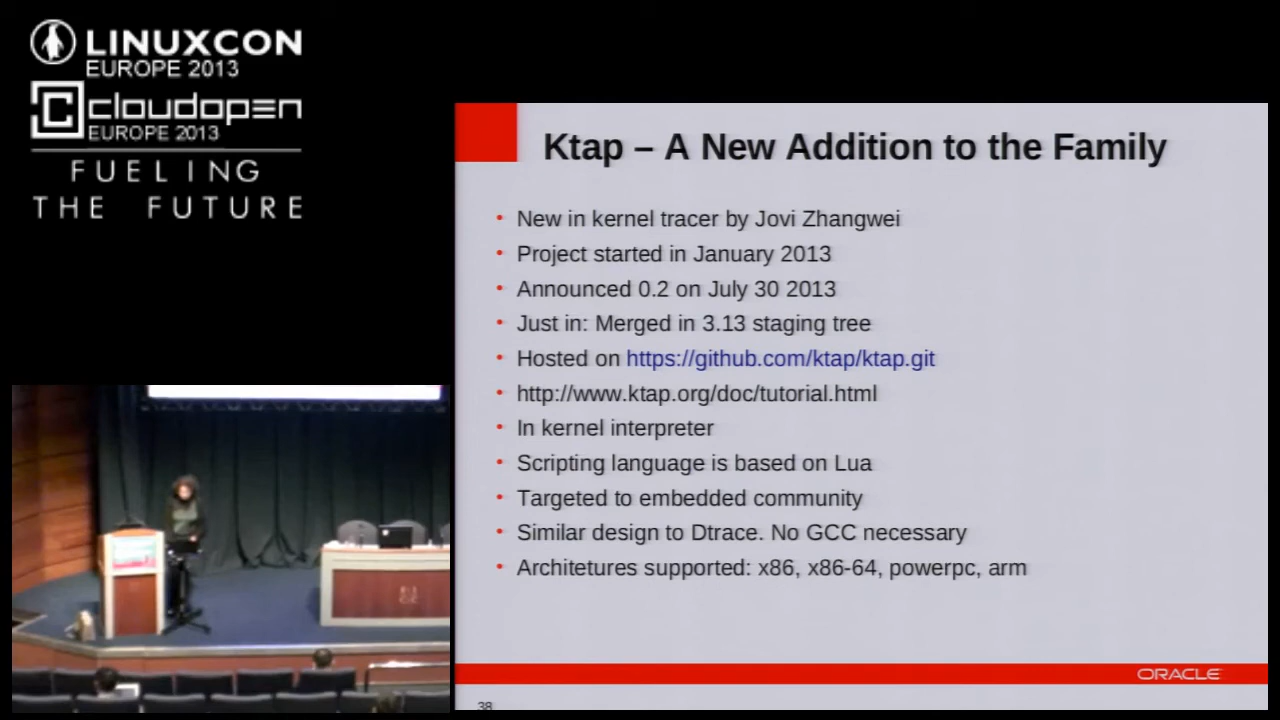 LINUXCON
EUROPE 2013
cloudopen
EUROPE 2013
FUELING
THE FUTURE
Ktap – A New Addition to the Family
• New in kernel tracer by Jovi Zhangwei
• Project started in January 2013
• Announced 0.2 on July 30 2013
• Just in: Merged in 3.13 staging tree
• Hosted on https://github.com/ktap/ktap.git
• http://www.ktap.org/doc/tutorial.html
• In kernel interpreter
• Scripting language is based on Lua
• Targeted to embedded community
• Similar design to Dtrace. No GCC necessary
• Architetures supported: x86, x86-64, powerpc, arm
ORACLE
38